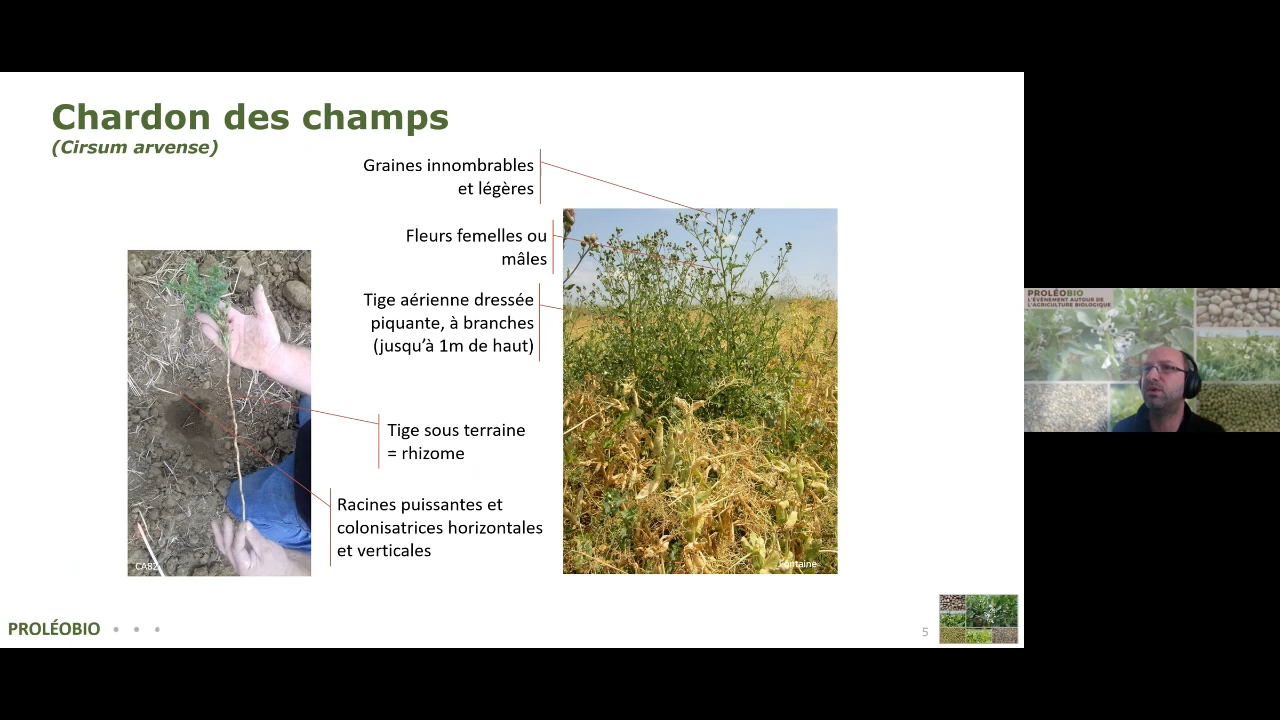 Chardon des champs
(Cirsum arvense)
Graines innombrables
et légères
Fleurs femelles ou
mâles
Tige aérienne dressée
piquante, à branches
(jusqu'à 1m de haut)
Tige sous terraine
= rhizome
Racines puissantes et
colonisatrices horizontales
et verticales
CA82
Fontaine
PROLÉOBIO
5
PROLÉOBIO
L'ÉVÉNEMENT AUTOUR DE
L'AGRICULTURE BIOLOGIQUE